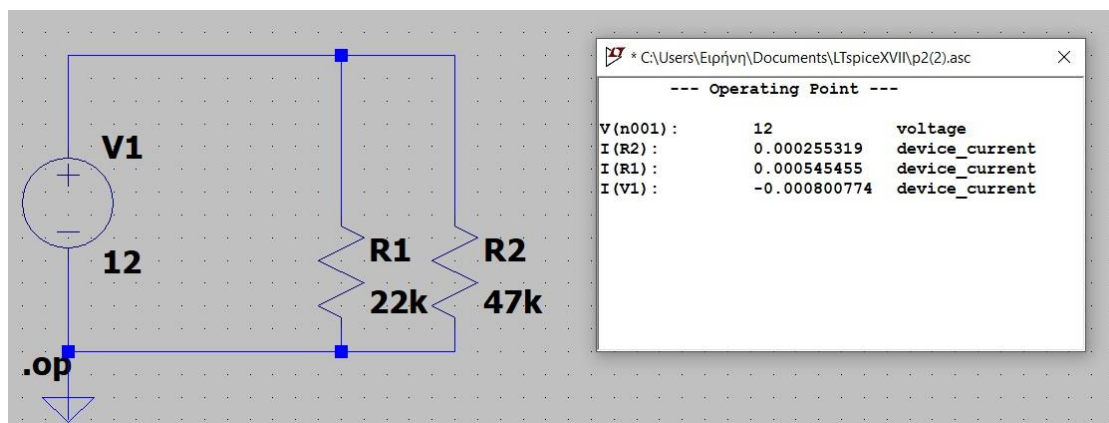 V1
12
R1
22k
R2
47k
.op
* C:\Users\Ειρήνη\Documents\LTspiceXVII\p2(2).asc
--- Operating Point ---
V(n001): 12 voltage
I(R2): 0.000255319 device_current
I(R1): 0.000545455 device_current
I(V1): -0.000800774 device_current